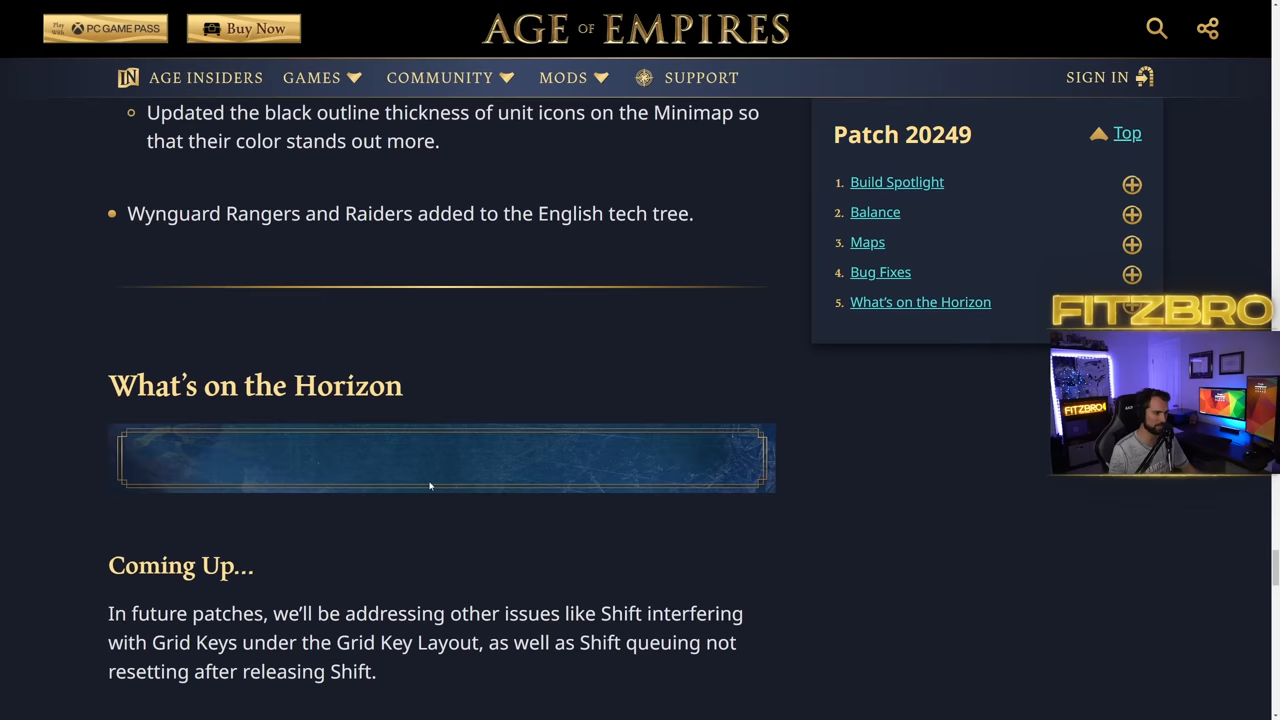 Play With PC GAME PASS
Buy Now
AGE OF EMPIRES
IN AGE INSIDERS
GAMES
COMMUNITY
MODS
SUPPORT
SIGN IN
Updated the black outline thickness of unit icons on the Minimap so
that their color stands out more.
Wynguard Rangers and Raiders added to the English tech tree.
What's on the Horizon
Coming Up...
In future patches, we'll be addressing other issues like Shift interfering
with Grid Keys under the Grid Key Layout, as well as Shift queuing not
resetting after releasing Shift.
Patch 20249
Top
1. Build Spotlight
2. Balance
3. Maps
4. Bug Fixes
5. What's on the Horizon
FITZBRO
FITZBRO